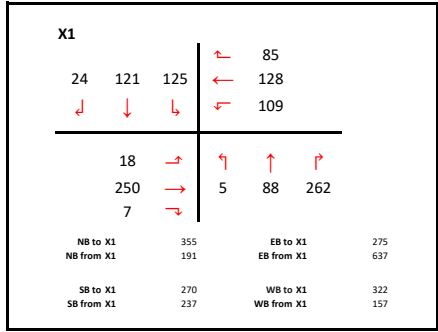 X1
85
24 121 125 128
109
18
250 5 88 262
7
NB to X1 355 EB to X1 275
NB from X1 191 EB from X1 637
SB to X1 270 WB to X1 322
SB from X1 237 WB from X1 157